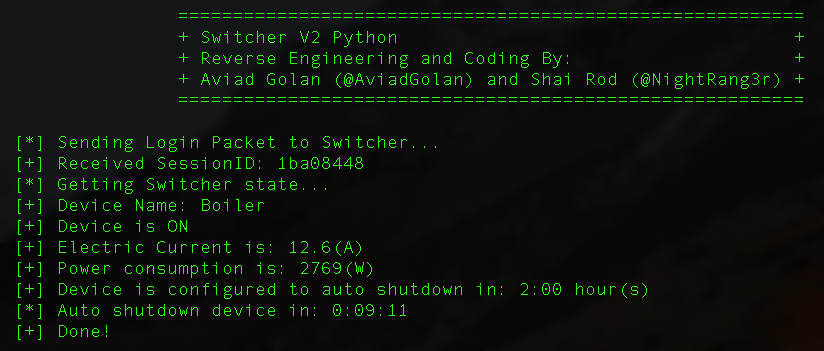 ===========================================================
+ Switcher V2 Python +
+ Reverse Engineering and Coding By: +
+ Aviad Golan (@AviadGolan) and Shai Rod (@NightRang3r) +
===========================================================
[*] Sending Login Packet to Switcher...
[+] Received SessionID: 1ba08448
[*] Getting Switcher state...
[+] Device Name: Boiler
[+] Device is ON
[+] Electric Current is: 12.6(A)
[+] Power consumption is: 2769(W)
[+] Device is configured to auto shutdown in: 2:00 hour(s)
[*] Auto shutdown device in: 0:09:11
[+] Done!